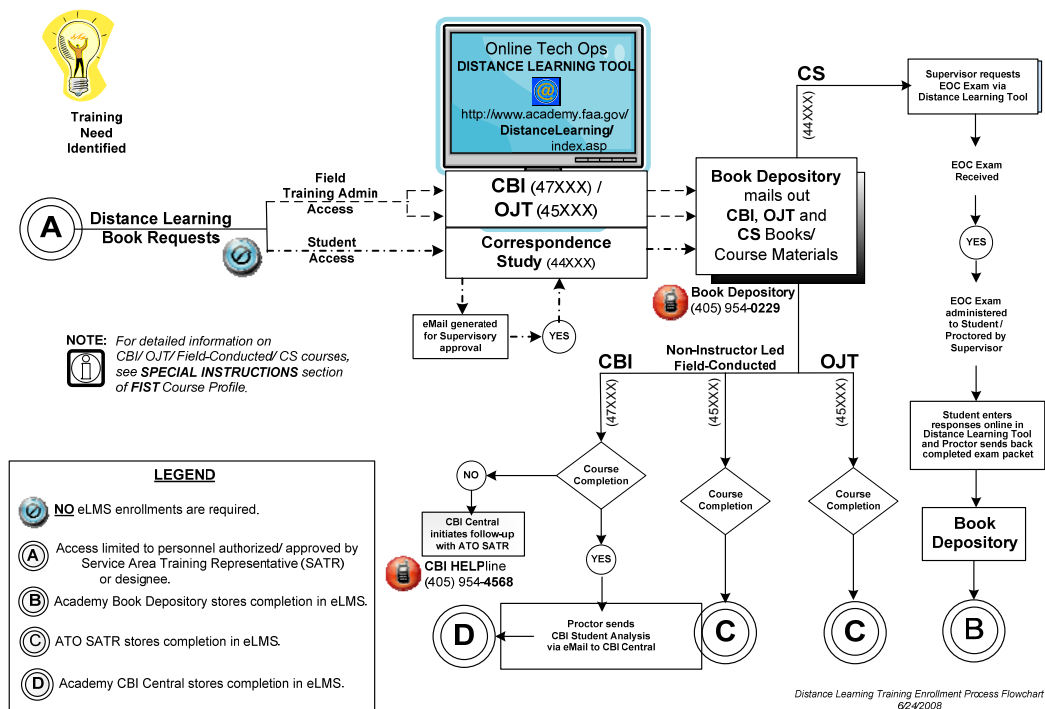 Training
Need
Identified
Online Tech Ops
DISTANCE LEARNING TOOL
@
http://www.academy.faa.gov/
DistanceLearning/
index.asp
A
Distance Learning
Book Requests
Field
Training Admin
Access
Student
Access
CBI (47XXX) /
OJT (45XXX)
Correspondence
Study (44XXX)
eMail generated
for Supervisory
approval
YES
Book Depository
mails out
CBI, OJT and
CS Books/
Course Materials
Book Depository
(405) 954-0229
CS
(44XXX)
Supervisor requests
EOC Exam via
Distance Learning Tool
EOC Exam
Received
YES
EOC Exam
administered
to Student/
Proctored by
Supervisor
Student enters
responses online in
Distance Learning Tool
and Proctor sends back
completed exam packet
Book
Depository
B
NOTE: For detailed information on
CBI/ OJT/ Field-Conducted/ CS courses,
see SPECIAL INSTRUCTIONS section
of FIST Course Profile.
CBI
Non-Instructor Led
Field-Conducted
OJT
(47XXX)
(45XXX)
(45XXX)
Course
Completion
Course
Completion
Course
Completion
NO
CBI Central
initiates follow-up
with ATO SATR
CBI HELPline
(405) 954-4568
YES
Proctor sends
CBI Student Analysis
via eMail to CBI Central
D
C
C
LEGEND
NO eLMS enrollments are required.
A
Access limited to personnel authorized/ approved by
Service Area Training Representative (SATR)
or designee.
B
Academy Book Depository stores completion in eLMS.
C
ATO SATR stores completion in eLMS.
D
Academy CBI Central stores completion in eLMS.
Distance Learning Training Enrollment Process Flowchart
6/24/2008